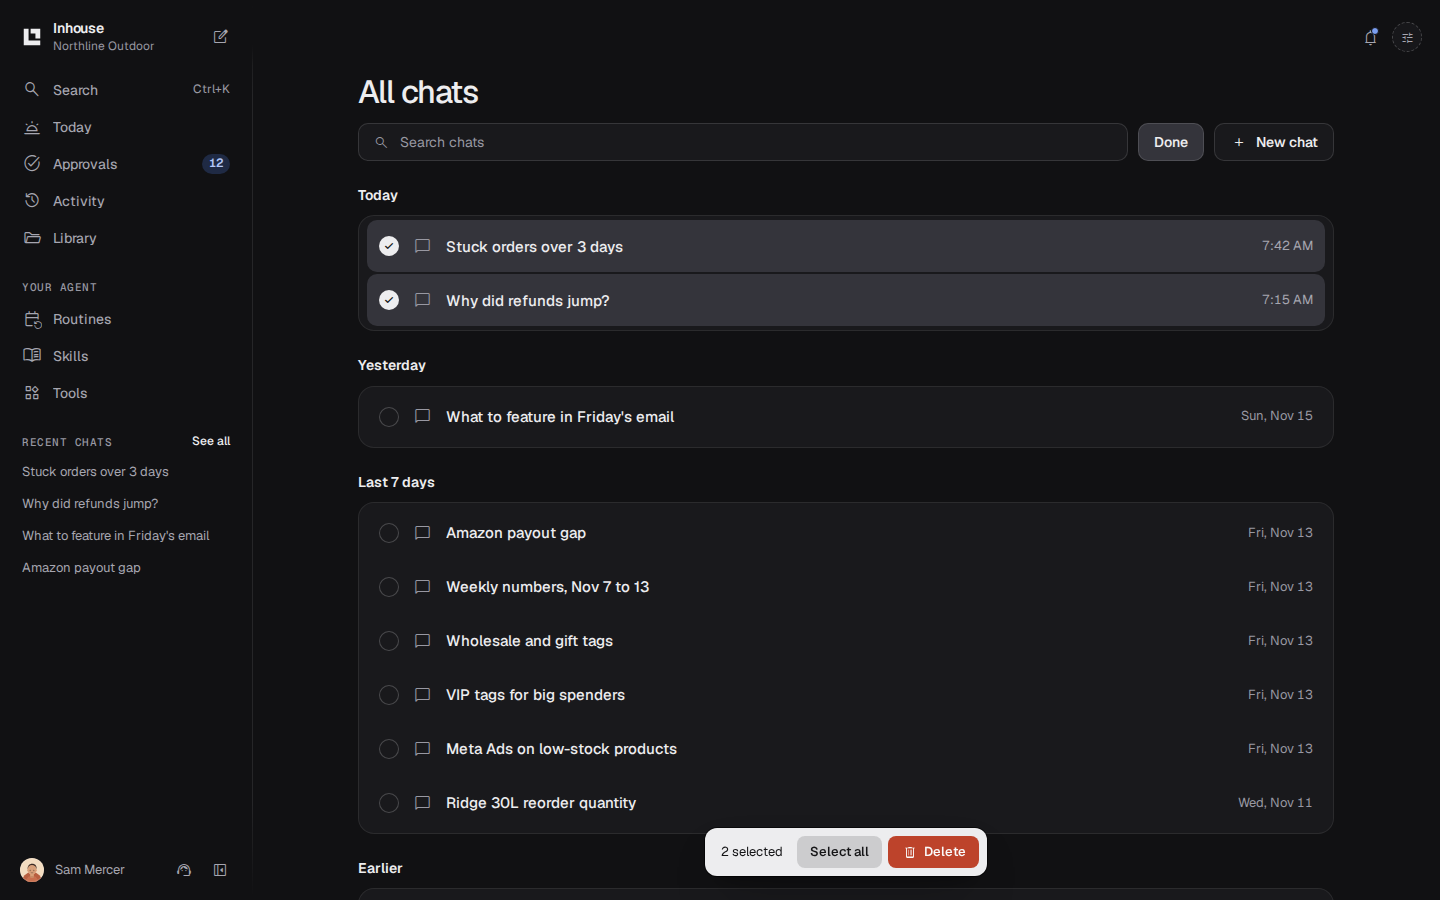 Inhouse
Northline Outdoor
Search Ctrl+K
Today
Approvals 12
Activity
Library
YOUR AGENT
Routines
Skills
Tools
RECENT CHATS See all
Stuck orders over 3 days
Why did refunds jump?
What to feature in Friday's email
Amazon payout gap
Sam Mercer
All chats
Search chats
Done
+ New chat
Today
Stuck orders over 3 days 7:42 AM
Why did refunds jump? 7:15 AM
Yesterday
What to feature in Friday's email Sun, Nov 15
Last 7 days
Amazon payout gap Fri, Nov 13
Weekly numbers, Nov 7 to 13 Fri, Nov 13
Wholesale and gift tags Fri, Nov 13
VIP tags for big spenders Fri, Nov 13
Meta Ads on low-stock products Fri, Nov 13
Ridge 30L reorder quantity Wed, Nov 11
2 selected Select all Delete
Earlier